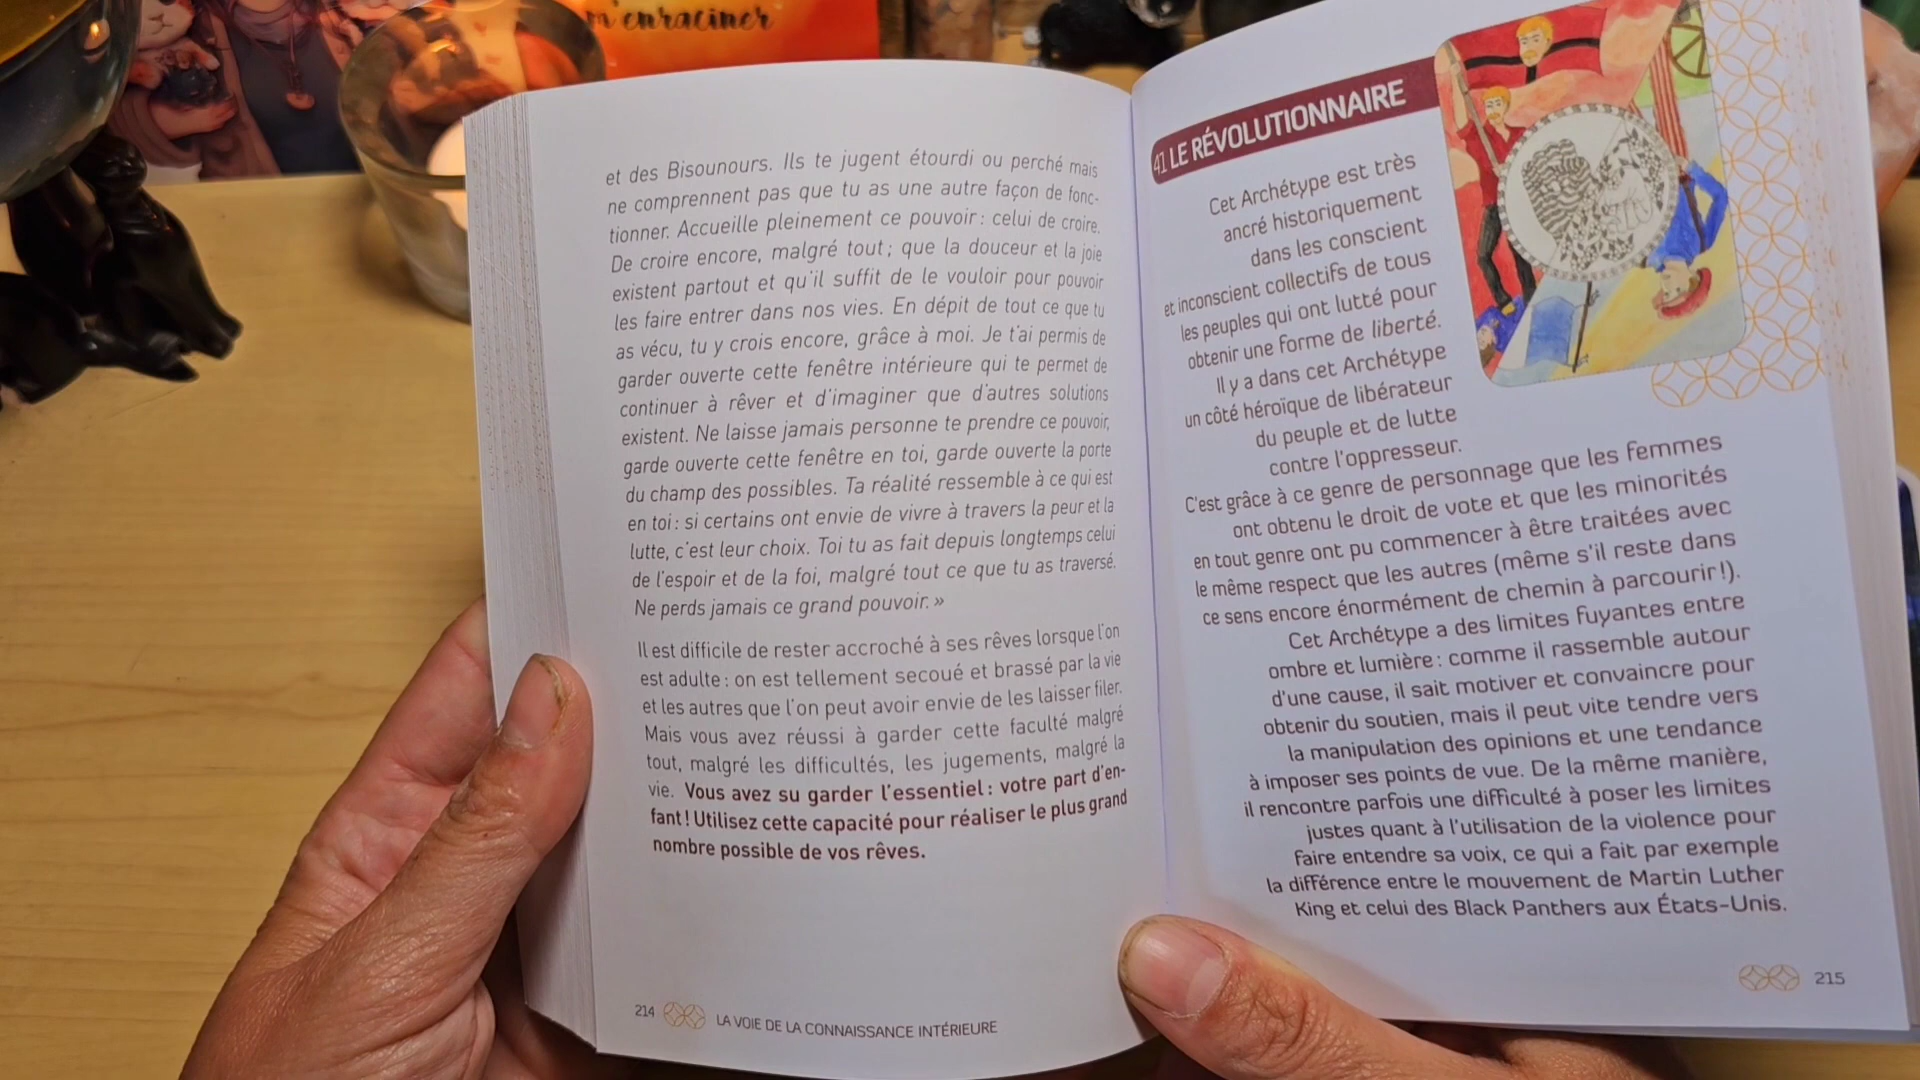 m'enraciner
et des Bisounours. Ils te jugent étourdi ou perché mais
ne comprennent pas que tu as une autre façon de fonc-
tionner. Accueille pleinement ce pouvoir : celui de croire.
De croire encore, malgré tout ; que la douceur et la joie
existent partout et qu'il suffit de le vouloir pour pouvoir
les faire entrer dans nos vies. En dépit de tout ce que tu
as vécu, tu y crois encore, grâce à moi. Je t'ai permis de
garder ouverte cette fenêtre intérieure qui te permet de
continuer à rêver et d'imaginer que d'autres solutions
existent. Ne laisse jamais personne te prendre ce pouvoir,
garde ouverte cette fenêtre en toi, garde ouverte la porte
du champ des possibles. Ta réalité ressemble à ce qui est
en toi : si certains ont envie de vivre à travers la peur et la
lutte, c'est leur choix. Toi tu as fait depuis longtemps celui
de l'espoir et de la foi, malgré tout ce que tu as traversé.
Ne perds jamais ce grand pouvoir. »
Il est difficile de rester accroché à ses rêves lorsque l'on
est adulte : on est tellement secoué et brassé par la vie
et les autres que l'on peut avoir envie de les laisser filer.
Mais vous avez réussi à garder cette faculté malgré
tout, malgré les difficultés, les jugements, malgré la
vie. Vous avez su garder l'essentiel : votre part d'en-
fant ! Utilisez cette capacité pour réaliser le plus grand
nombre possible de vos rêves.
214 LA VOIE DE LA CONNAISSANCE INTÉRIEURE
41 LE RÉVOLUTIONNAIRE
Cet Archétype est très
ancré historiquement
dans les conscient
et inconscient collectifs de tous
les peuples qui ont lutté pour
obtenir une forme de liberté.
Il y a dans cet Archétype
un côté héroïque de libérateur
du peuple et de lutte
contre l'oppresseur.
C'est grâce à ce genre de personnage que les femmes
ont obtenu le droit de vote et que les minorités
en tout genre ont pu commencer à être traitées avec
le même respect que les autres (même s'il reste dans
ce sens encore énormément de chemin à parcourir !).
Cet Archétype a des limites fuyantes entre
ombre et lumière : comme il rassemble autour
d'une cause, il sait motiver et convaincre pour
obtenir du soutien, mais il peut vite tendre vers
la manipulation des opinions et une tendance
à imposer ses points de vue. De la même manière,
il rencontre parfois une difficulté à poser les limites
justes quant à l'utilisation de la violence pour
faire entendre sa voix, ce qui a fait par exemple
la différence entre le mouvement de Martin Luther
King et celui des Black Panthers aux États-Unis.
215